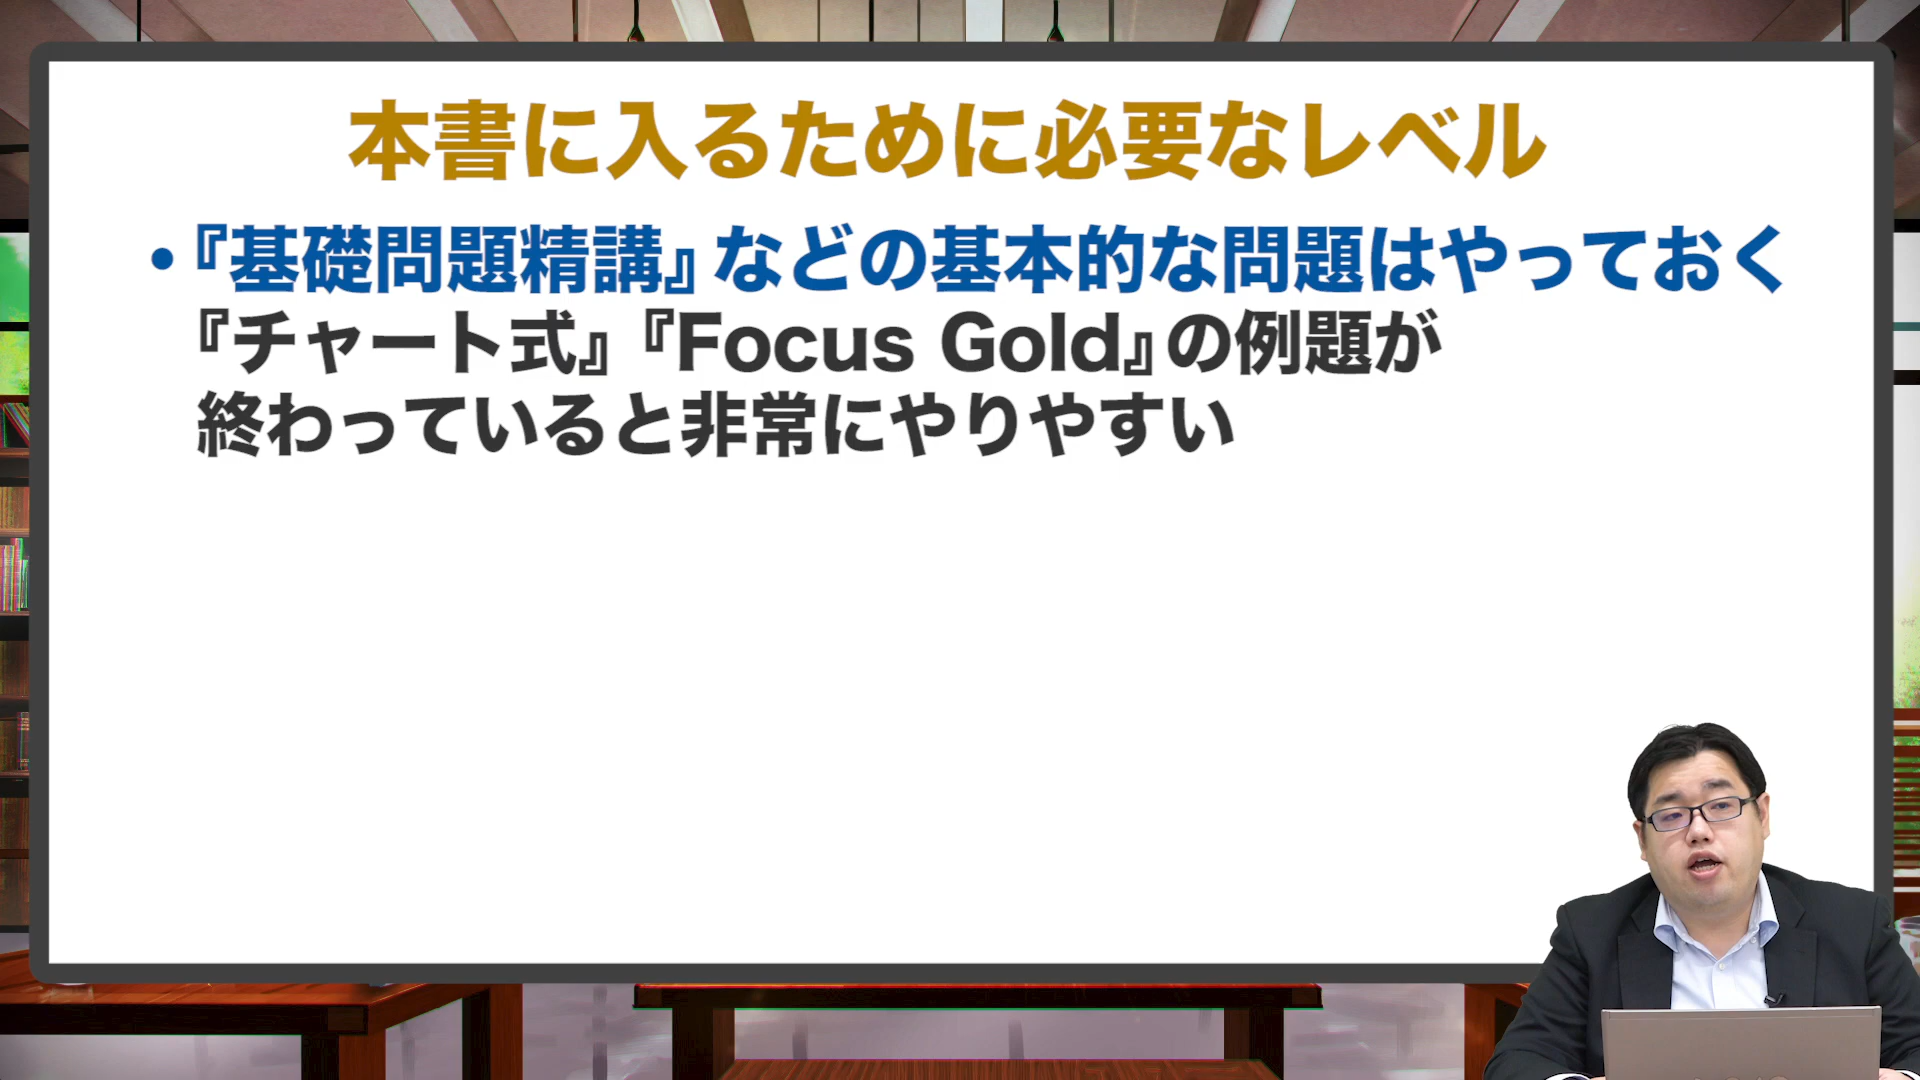 本書に入るために必要なレベル
•『基礎問題精講』などの基本的な問題はやっておく
『チャート式』『Focus Gold』の例題が
終わっていると非常にやりやすい